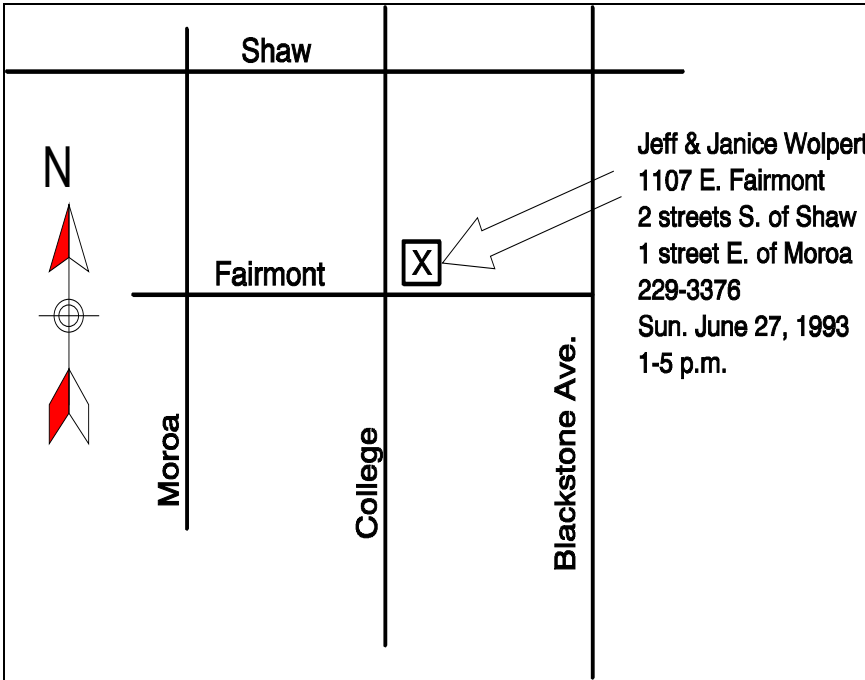 Shaw
N
Jeff & Janice Wolpert
1107 E. Fairmont
2 streets S. of Shaw
1 street E. of Moroa
229-3376
Sun. June 27, 1993
1-5 p.m.
X
Fairmont
Moroa
College
Blackstone Ave.